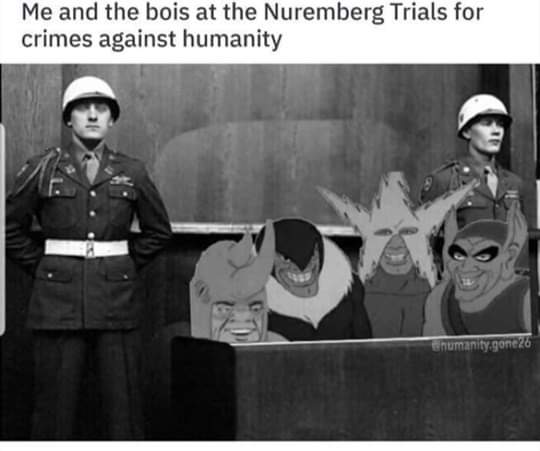 Me and the bois at the Nuremberg Trials for
crimes against humanity
@humanity.gone26